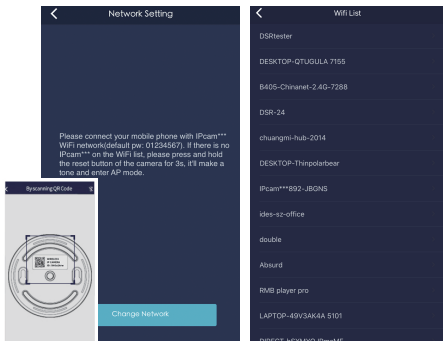 Network Setting
Please connect your mobile phone with IPcam***
WiFi network(default pw: 01234567). If there is no
IPcam*** on the WiFi list, please press and hold
the reset button of the camera for 3s, it'll make a
tone and enter AP mode.
Change Network
By scanning QR Code
Wifi List
DSRtester
DESKTOP-QTUGULA 7155
B405-Chinanet-2.4G-7288
DSR-24
chuangmi-hub-2014
DESKTOP-Thinpolarbear
IPcam***892-JBGNS
ides-sz-office
double
Absurd
RMB player pro
LAPTOP-49V3AK4A 5101